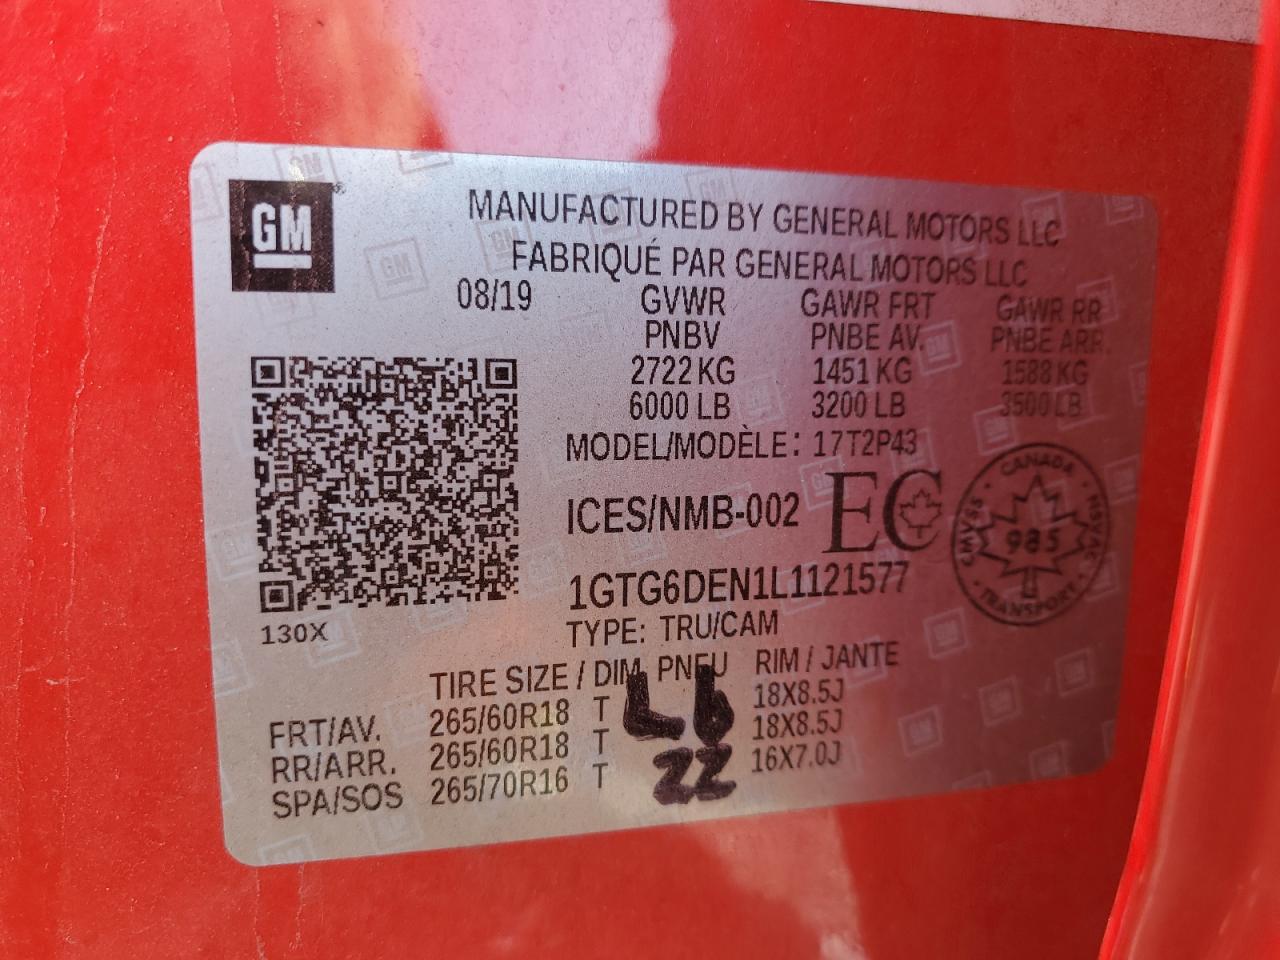 GM
MANUFACTURED BY GENERAL MOTORS LLC
FABRIQUÉ PAR GENERAL MOTORS LLC
08/19 GVWR GAWR FRT GAWR RR
PNBV PNBE AV. PNBE ARR.
2722 KG 1451 KG 1588 KG
6000 LB 3200 LB 3500 LB
MODEL/MODÈLE: 17T2P43
ICES/NMB-002 EC
CANADA
CMVSS 985 NSVAC
TRANSPORT
1GTG6DEN1L1121577
130X
TYPE: TRU/CAM
TIRE SIZE / DIM. PNEU RIM / JANTE
FRT/AV. 265/60R18 T 18X8.5J
RR/ARR. 265/60R18 T 18X8.5J
SPA/SOS 265/70R16 T 16X7.0J
L6
22